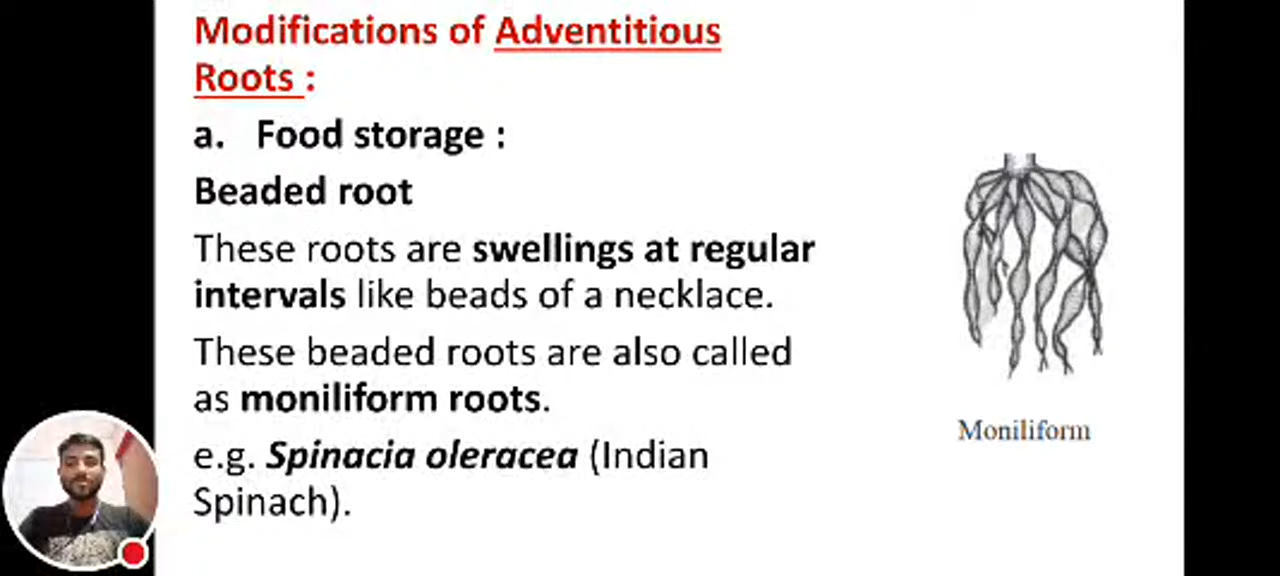 Modifications of Adventitious
Roots :
a. Food storage :
Beaded root
These roots are swellings at regular
intervals like beads of a necklace.
These beaded roots are also called
as moniliform roots.
e.g. Spinacia oleracea (Indian
Spinach).
Moniliform